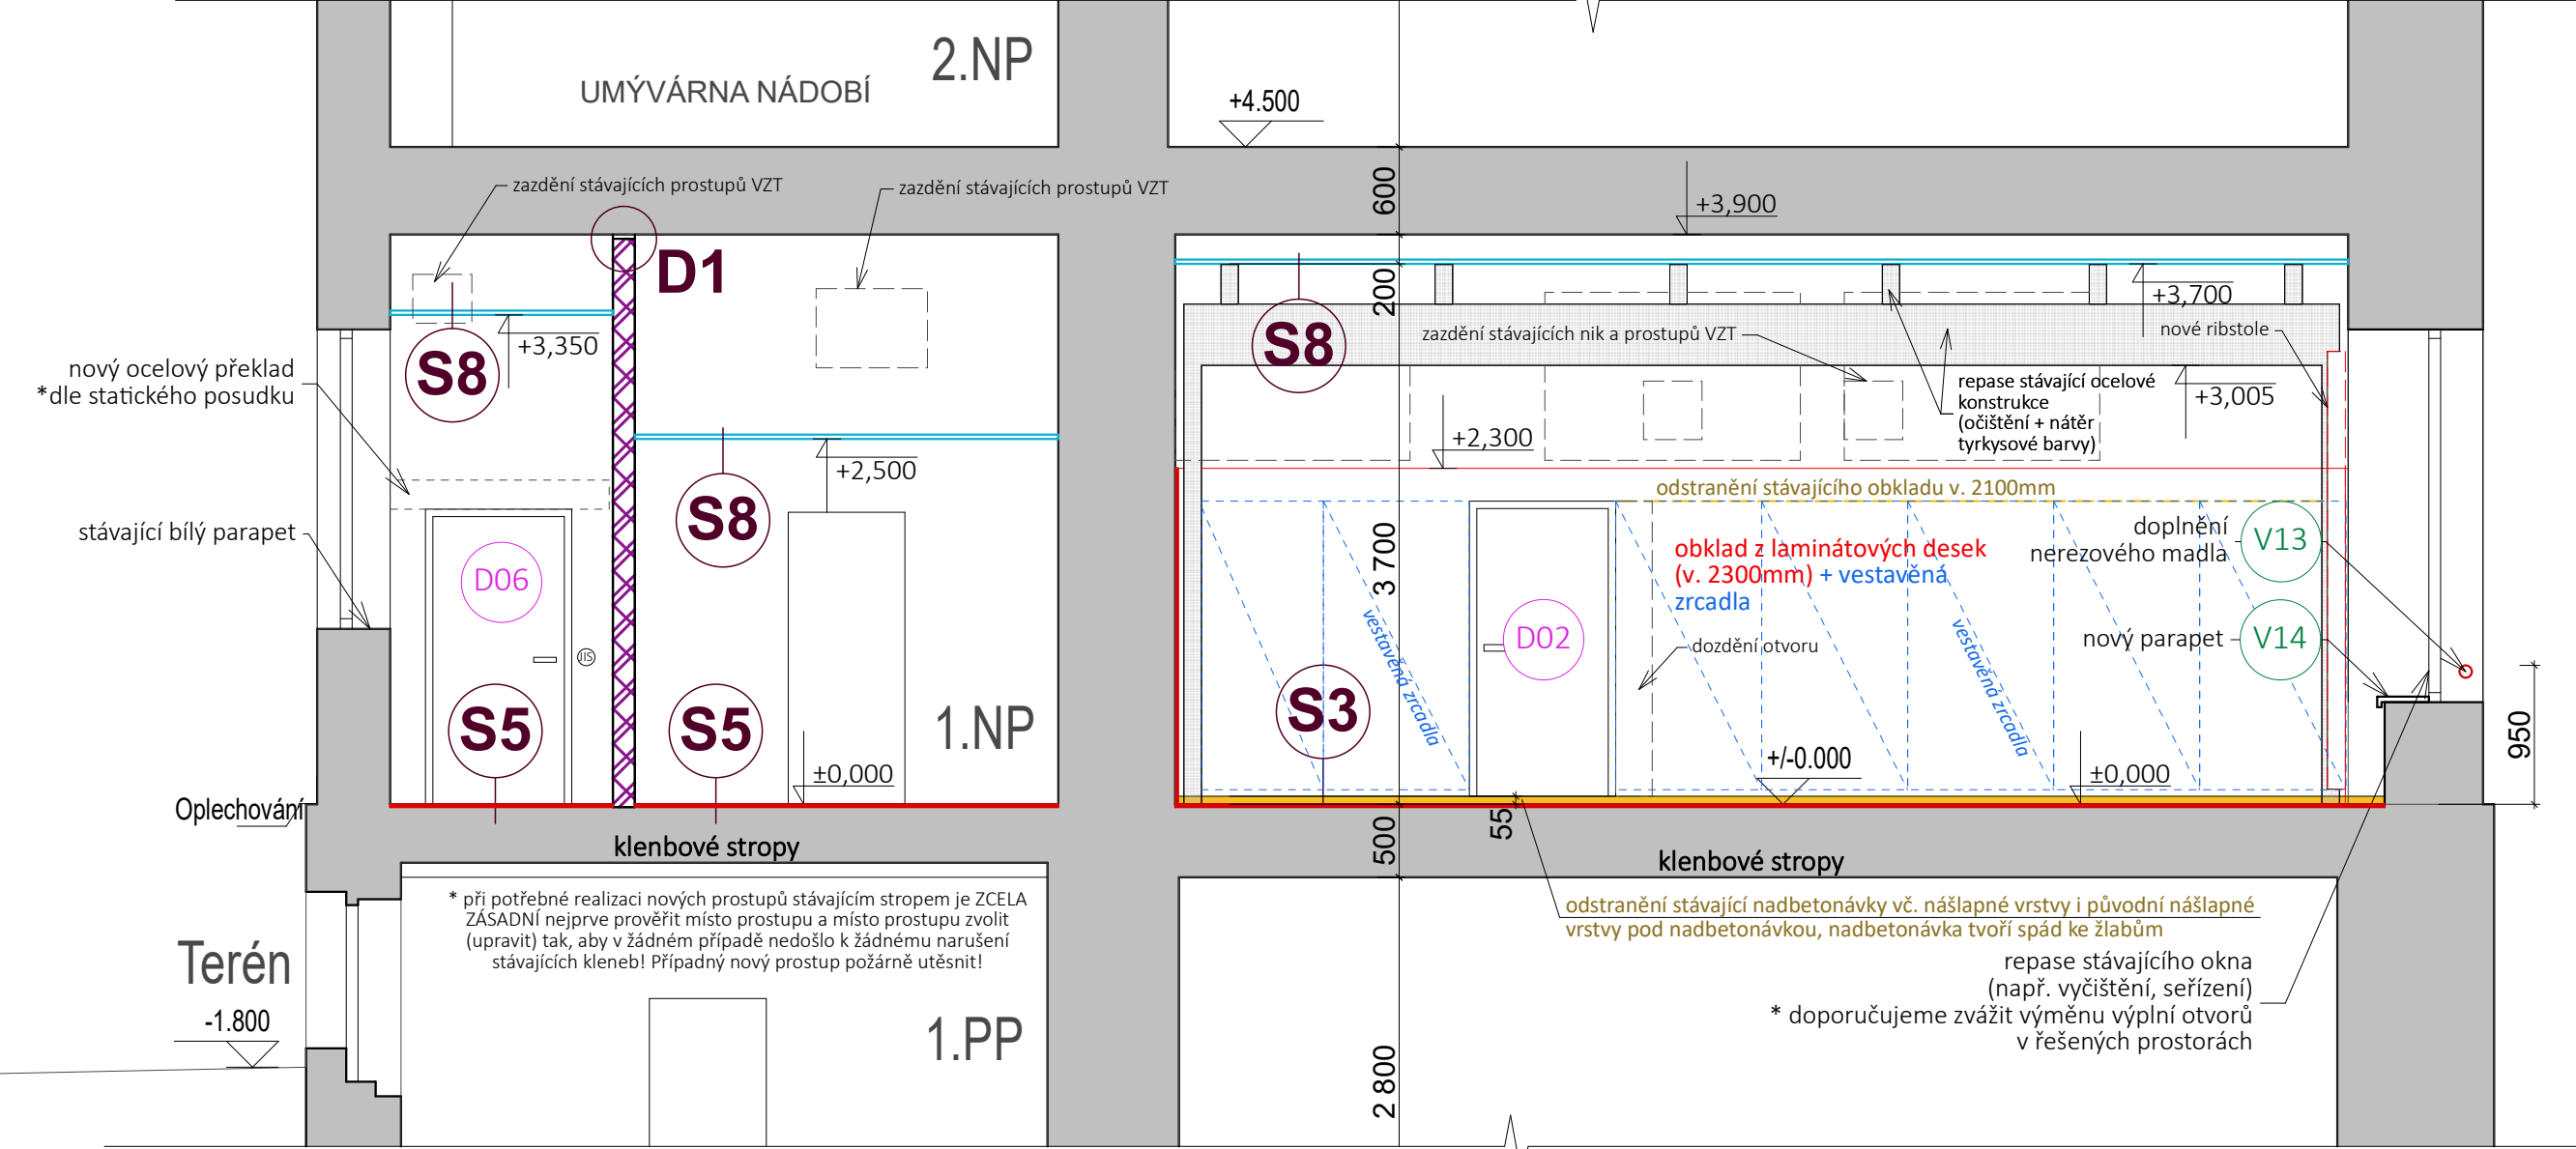 2.NP
UMÝVÁRNA NÁDOBÍ
+4.500
zazdění stávajících prostupů VZT
zazdění stávajících prostupů VZT
600
+3,900
D1
200
+3,700
+3,350
S8
S8
zazdění stávajících nik a prostupů VZT
nové ribstole
nový ocelový překlad
*dle statického posudku
repase stávající ocelové
konstrukce
(očištění + nátěr
tyrkysové barvy)
+3,005
+2,300
+2,500
odstranění stávajícího obkladu v. 2100mm
stávající bílý parapet
S8
3 700
obklad z laminátových desek
(v. 2300mm) + vestavěná
zrcadla
doplnění
nerezového madla
V13
D06
D02
dozdění otvoru
nový parapet
V14
JIS
vestavěná zrcadla
vestavěná zrcadla
S5
S5
S3
1.NP
950
±0,000
+/-0.000
±0,000
Oplechování
55
500
klenbové stropy
klenbové stropy
* při potřebné realizaci nových prostupů stávajícím stropem je ZCELA
ZÁSADNÍ nejprve prověřit místo prostupu a místo prostupu zvolit
(upravit) tak, aby v žádném případě nedošlo k žádnému narušení
stávajících kleneb! Případný nový prostup požárně utěsnit!
odstranění stávající nadbetonávky vč. nášlapné vrstvy i původní nášlapné
vrstvy pod nadbetonávkou, nadbetonávka tvoří spád ke žlabům
Terén
-1.800
repase stávajícího okna
(např. vyčištění, seřízení)
* doporučujeme zvážit výměnu výplní otvorů
v řešených prostorách
1.PP
2 800